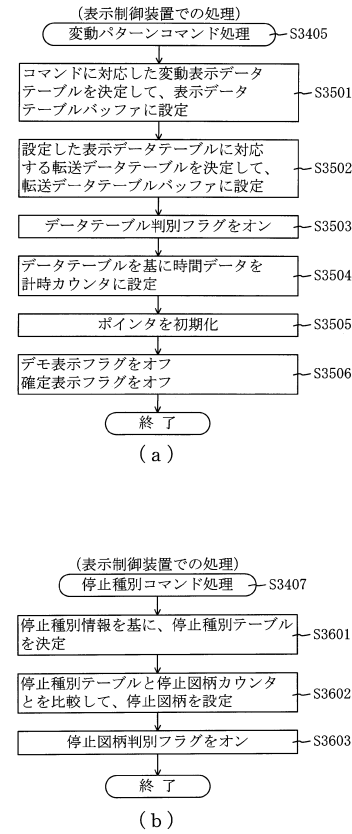 (表示制御装置での処理)
変動パターンコマンド処理
S3405
コマンドに対応した変動表示データ
テーブルを決定して、表示データ
テーブルバッファに設定
S3501
設定した表示データテーブルに対応
する転送データテーブルを決定して、
転送データテーブルバッファに設定
S3502
データテーブル判別フラグをオン
S3503
データテーブルを基に時間データを
計時カウンタに設定
S3504
ポインタを初期化
S3505
デモ表示フラグをオフ
確定表示フラグをオフ
S3506
終了
(a)
(表示制御装置での処理)
停止種別コマンド処理
S3407
停止種別情報を基に、停止種別テーブル
を決定
S3601
停止種別テーブルと停止図柄カウンタ
とを比較して、停止図柄を設定
S3602
停止図柄判別フラグをオン
S3603
終了
(b)